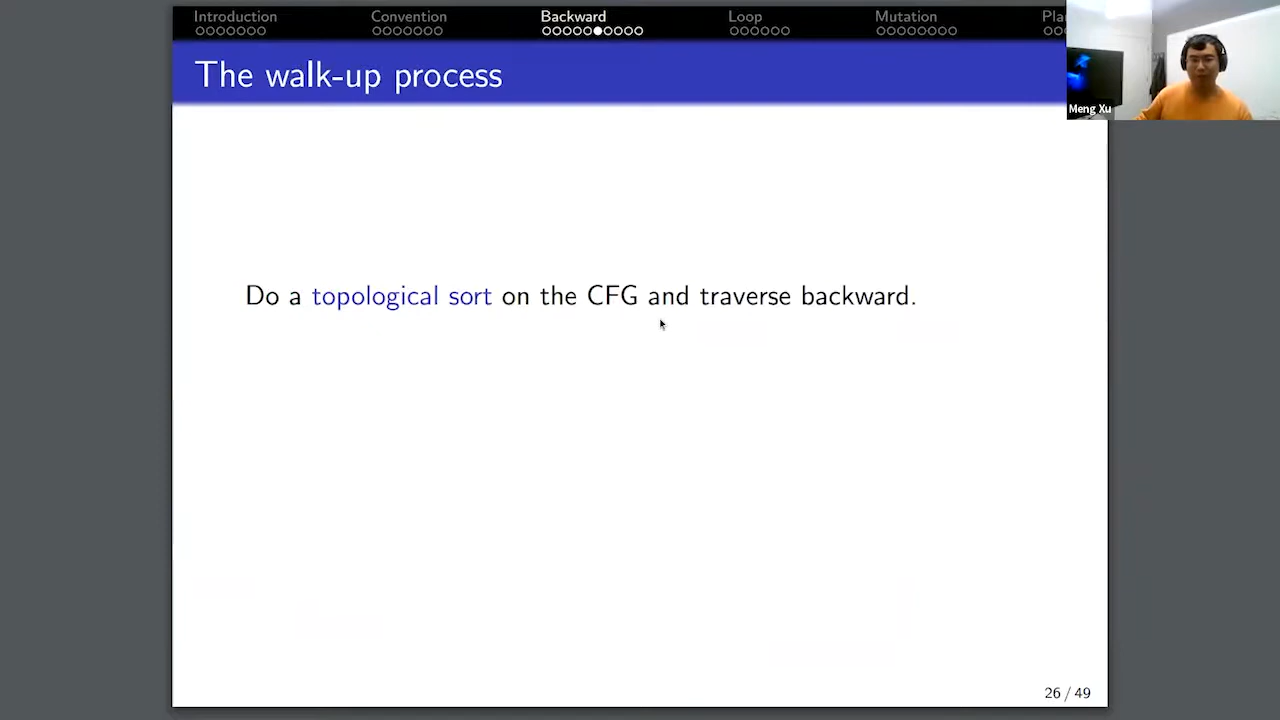 Introduction Convention Backward Loop Mutation
The walk-up process
Meng Xu
Do a topological sort on the CFG and traverse backward.
26 / 49